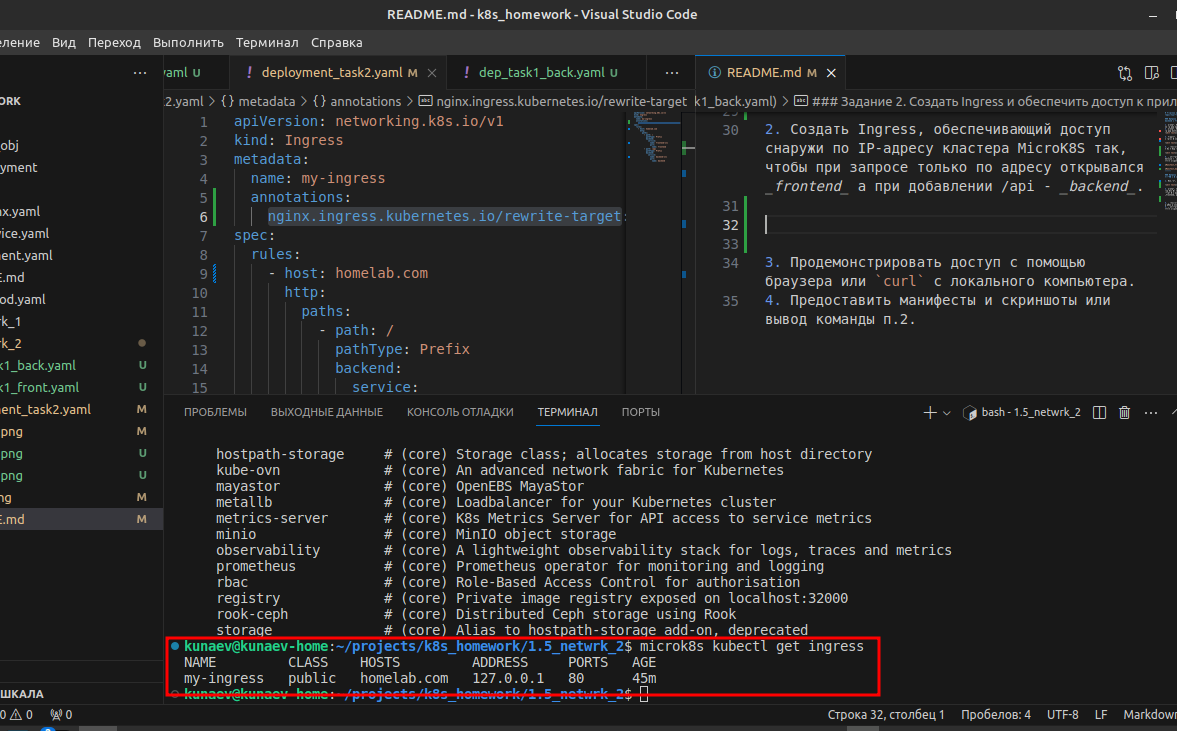 README.md - k8s_homework - Visual Studio Code
еление Вид Переход Выполнить Терминал Справка
yaml U ! deployment_task2.yaml M ! dep_task1_back.yaml U ··· README.md M
ORK
obj
yment
nx.yaml
vice.yaml
ment.yaml
E.md
od.yaml
rk_1
rk_2
k1_back.yaml U
k1_front.yaml U
ent_task2.yaml M
png M
png U
png U
ng M
E.md M
ШКАЛА
2.yaml > {} metadata > {} annotations > nginx.ingress.kubernetes.io/rewrite-target
1 apiVersion: networking.k8s.io/v1
2 kind: Ingress
3 metadata:
4 name: my-ingress
5 annotations:
6 nginx.ingress.kubernetes.io/rewrite-target:
7 spec:
8 rules:
9 - host: homelab.com
10 http:
11 paths:
12 - path: /
13 pathType: Prefix
14 backend:
15 service:
k1_back.yaml) > ### Задание 2. Создать Ingress и обеспечить доступ к прил
30 2. Создать Ingress, обеспечивающий доступ
снаружи по IP-адресу кластера MicroK8S так,
чтобы при запросе только по адресу открывался
_frontend_ а при добавлении /api - _backend_.
31
32
33
34 3. Продемонстрировать доступ с помощью
браузера или `curl` с локального компьютера.
35 4. Предоставить манифесты и скриншоты или
вывод команды п.2.
ПРОБЛЕМЫ ВЫХОДНЫЕ ДАННЫЕ КОНСОЛЬ ОТЛАДКИ ТЕРМИНАЛ ПОРТЫ bash - 1.5_netwrk_2
hostpath-storage # (core) Storage class; allocates storage from host directory
kube-ovn # (core) An advanced network fabric for Kubernetes
mayastor # (core) OpenEBS MayaStor
metallb # (core) Loadbalancer for your Kubernetes cluster
metrics-server # (core) K8s Metrics Server for API access to service metrics
minio # (core) MinIO object storage
observability # (core) A lightweight observability stack for logs, traces and metrics
prometheus # (core) Prometheus operator for monitoring and logging
rbac # (core) Role-Based Access Control for authorisation
registry # (core) Private image registry exposed on localhost:32000
rook-ceph # (core) Distributed Ceph storage using Rook
storage # (core) Alias to hostpath-storage add-on, deprecated
kunaev@kunaev-home:~/projects/k8s_homework/1.5_netwrk_2$ microk8s kubectl get ingress
NAME CLASS HOSTS ADDRESS PORTS AGE
my-ingress public homelab.com 127.0.0.1 80 45m
kunaev@kunaev-home:~/projects/k8s_homework/1.5_netwrk_2$
0 0 0 Строка 32, столбец 1 Пробелов: 4 UTF-8 LF Markdown